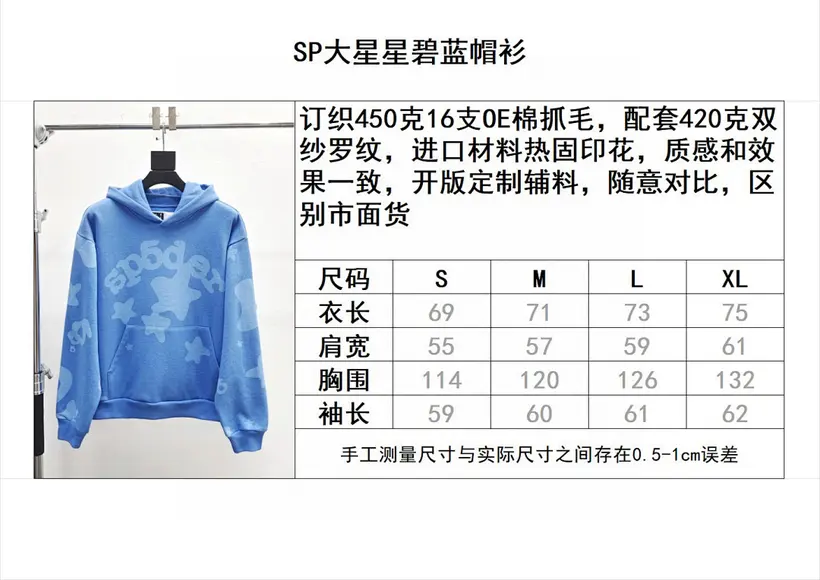 SP大星星碧蓝帽衫
订织450克16支OE棉抓毛，配套420克双
纱罗纹，进口材料热固印花，质感和效
果一致，开版定制辅料，随意对比，区
别市面货
spöder
尺码 S M L XL
衣长 69 71 73 75
肩宽 55 57 59 61
胸围 114 120 126 132
袖长 59 60 61 62
手工测量尺寸与实际尺寸之间存在0.5-1cm误差